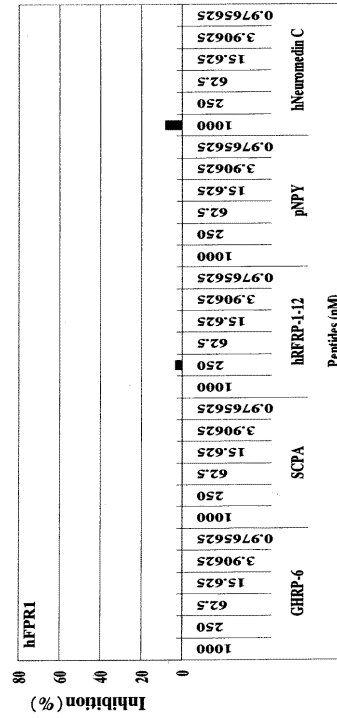 hFPR1
Inhibition (%)
80
60
40
20
0
1000 250 62.5 15.625 3.90625 0.9765625
1000 250 62.5 15.625 3.90625 0.9765625
1000 250 62.5 15.625 3.90625 0.9765625
1000 250 62.5 15.625 3.90625 0.9765625
1000 250 62.5 15.625 3.90625 0.9765625
GHRP-6 SCPA hRFRP-1-12 pNPY hNeuromedin C
Peptides (nM)